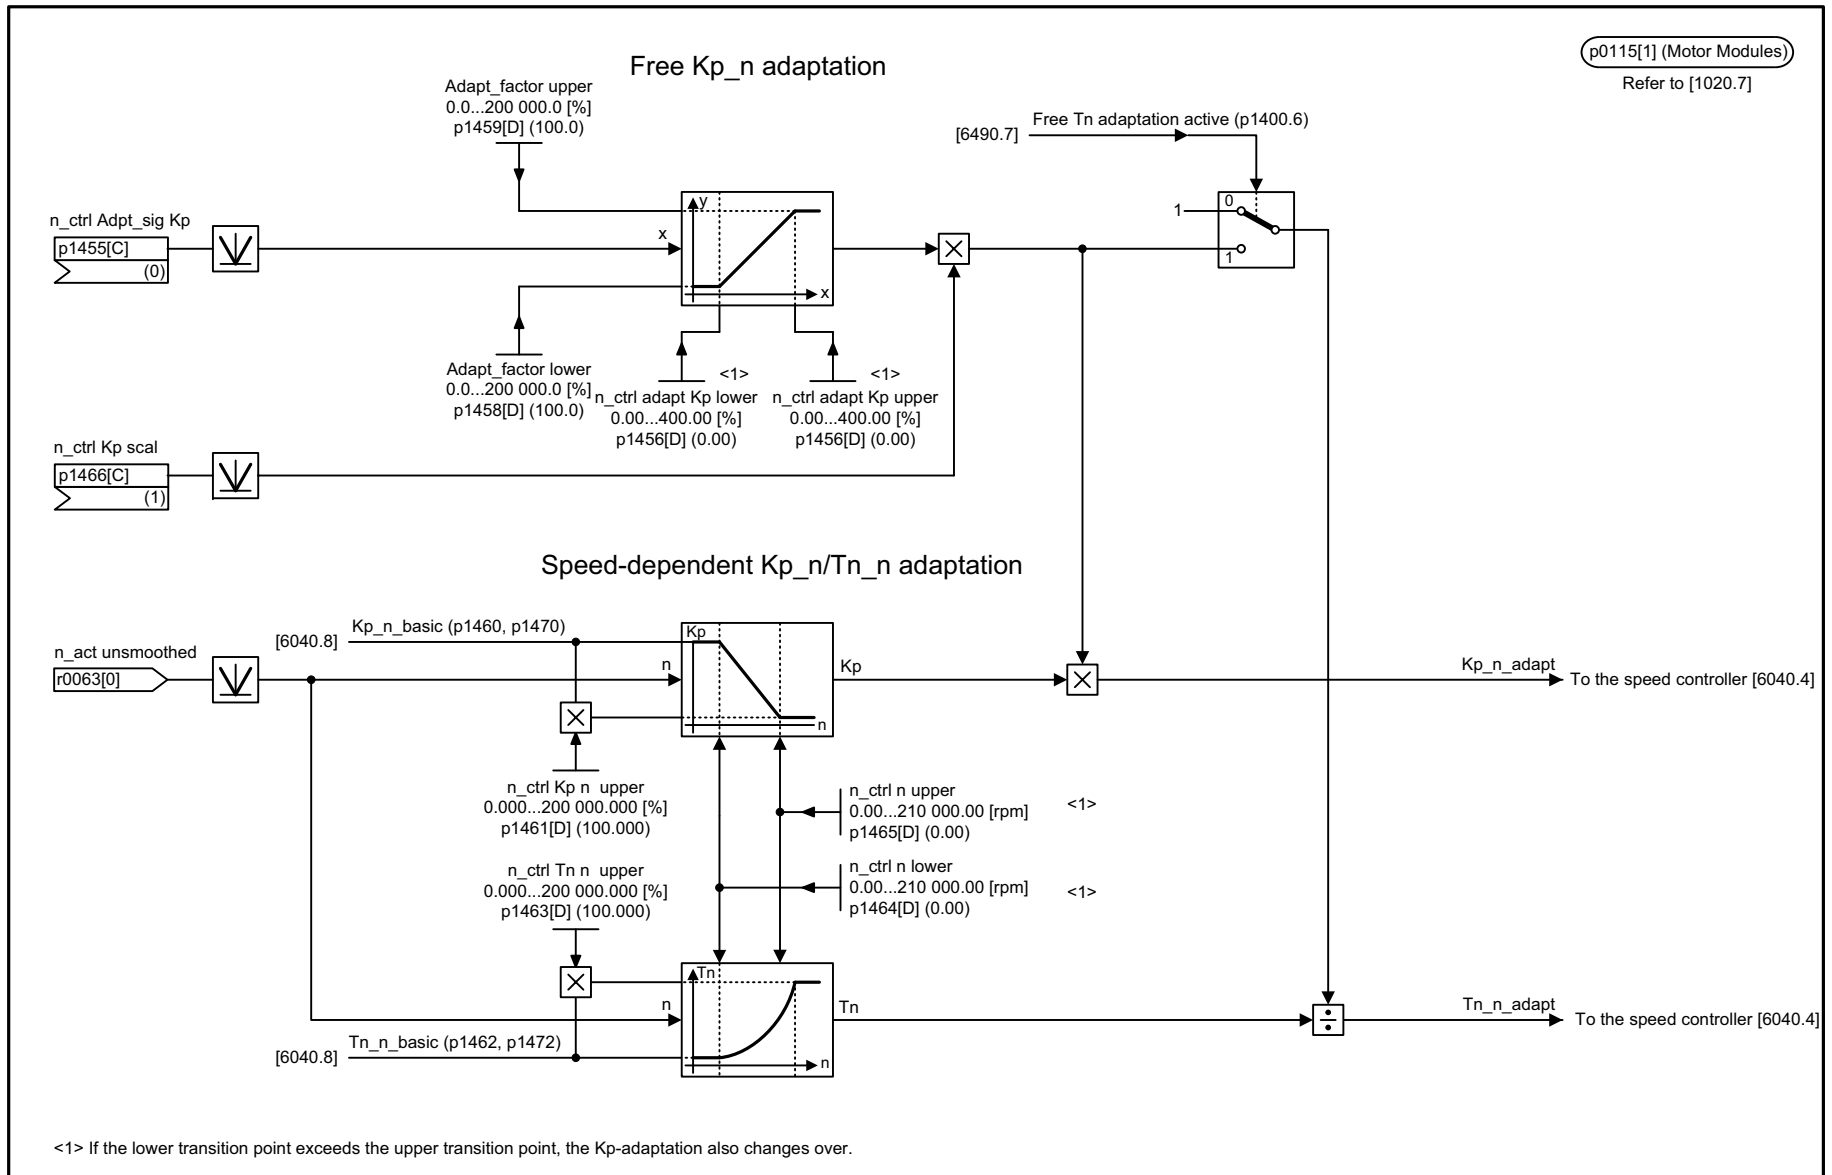 Free Kp_n adaptation
p0115[1] (Motor Modules)
Refer to [1020.7]
Adapt_factor upper
0.0...200 000.0 [%]
p1459[D] (100.0)
[6490.7]
Free Tn adaptation active (p1400.6)
n_ctrl Adpt_sig Kp
p1455[C]
(0)
x
y
x
1
0
1
Adapt_factor lower
0.0...200 000.0 [%]
p1458[D] (100.0)
<1>
n_ctrl adapt Kp lower
0.00...400.00 [%]
p1456[D] (0.00)
<1>
n_ctrl adapt Kp upper
0.00...400.00 [%]
p1456[D] (0.00)
n_ctrl Kp scal
p1466[C]
(1)
Speed-dependent Kp_n/Tn_n adaptation
[6040.8]
Kp_n_basic (p1460, p1470)
n_act unsmoothed
r0063[0]
n
Kp
n
Kp
Kp_n_adapt
To the speed controller [6040.4]
n_ctrl Kp n upper
0.000...200 000.000 [%]
p1461[D] (100.000)
n_ctrl n upper
0.00...210 000.00 [rpm]
p1465[D] (0.00)
<1>
n_ctrl Tn n upper
0.000...200 000.000 [%]
p1463[D] (100.000)
n_ctrl n lower
0.00...210 000.00 [rpm]
p1464[D] (0.00)
<1>
n
Tn
n
Tn
Tn_n_adapt
To the speed controller [6040.4]
[6040.8]
Tn_n_basic (p1462, p1472)
<1> If the lower transition point exceeds the upper transition point, the Kp-adaptation also changes over.